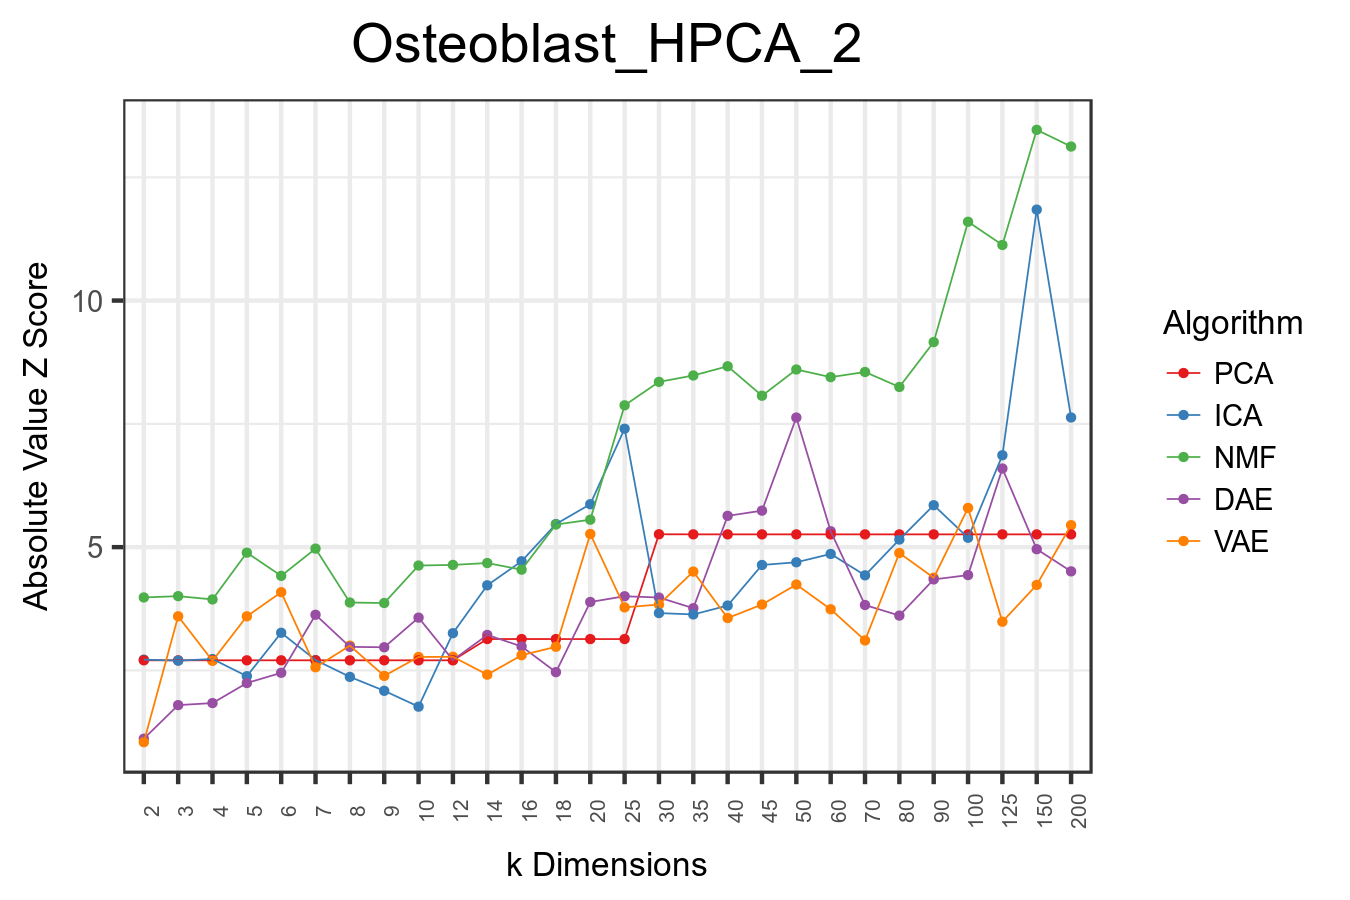 Osteoblast_HPCA_2
Absolute Value Z Score
10
5
2 3 4 5 6 7 8 9 10 12 14 16 18 20 25 30 35 40 45 50 60 70 80 90 100 125 150 200
k Dimensions
Algorithm
PCA
ICA
NMF
DAE
VAE